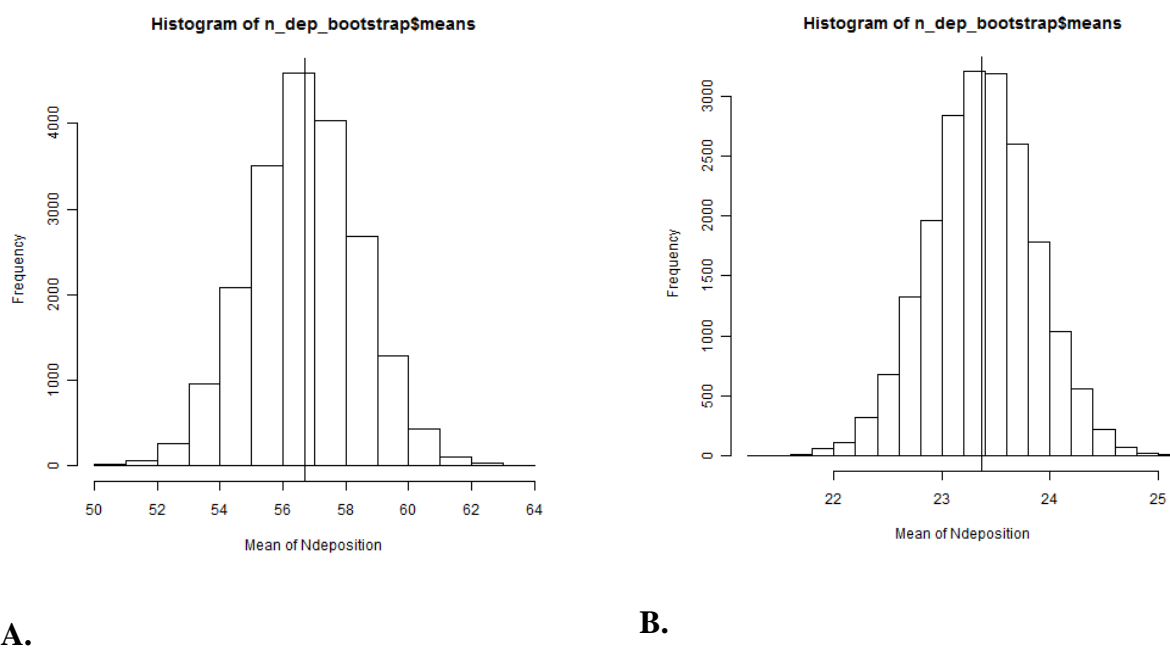 Histogram of n_dep_bootstrap$means
Frequency
4000
3000
2000
1000
0
50 52 54 56 58 60 62 64
Mean of Ndeposition
A.
Histogram of n_dep_bootstrap$means
Frequency
3000
2500
2000
1500
1000
500
0
22 23 24 25
Mean of Ndeposition
B.